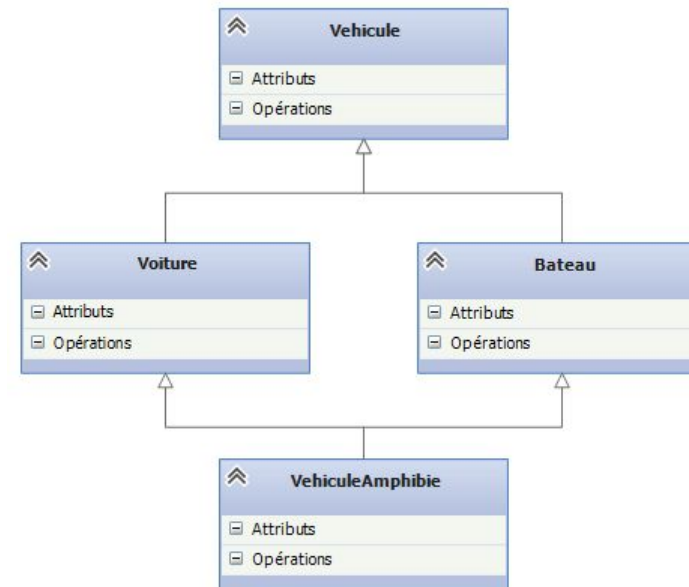 Vehicule
Attributs
Opérations
Voiture
Attributs
Opérations
Bateau
Attributs
Opérations
VehiculeAmphibie
Attributs
Opérations